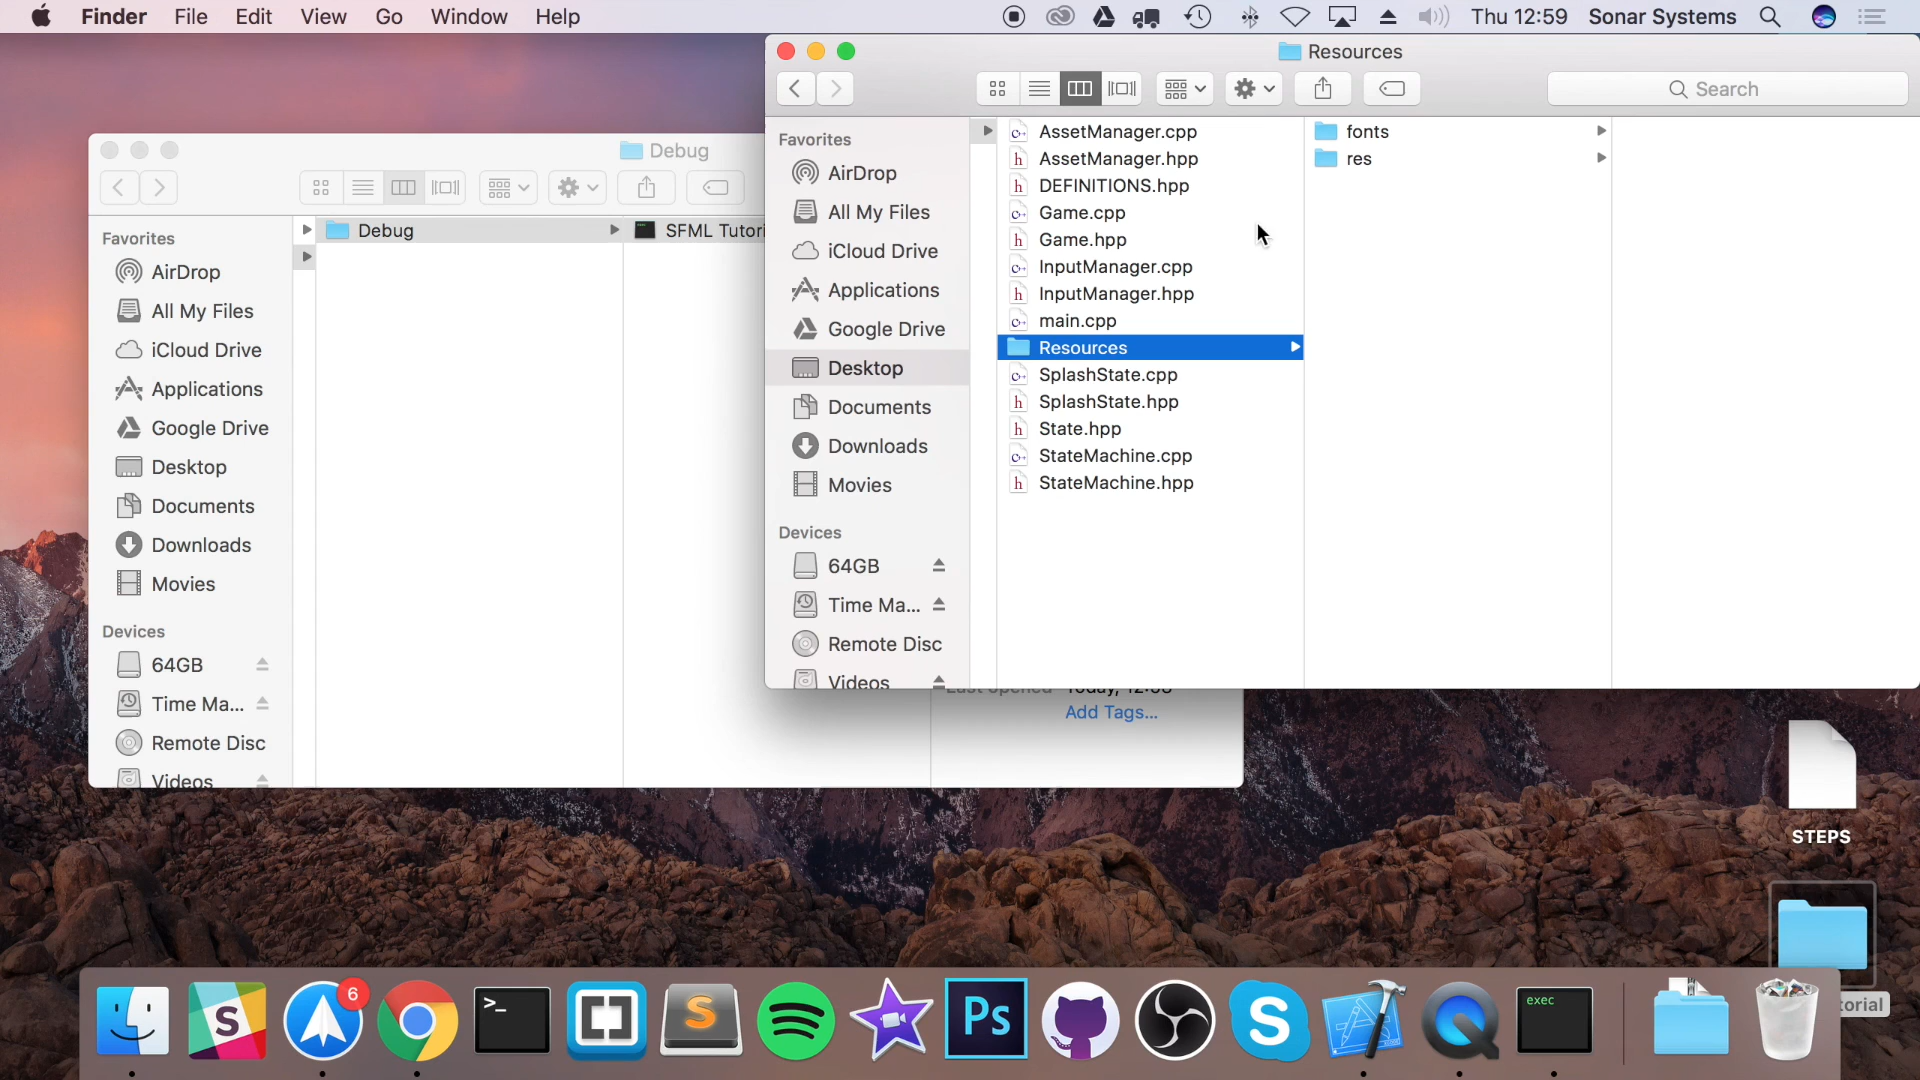 Finder File Edit View Go Window Help
Thu 12:59 Sonar Systems
Resources
Search
Favorites
AirDrop
All My Files
iCloud Drive
Applications
Google Drive
Desktop
Documents
Downloads
Movies
Devices
64GB
Time Ma...
Remote Disc
Videos
AssetManager.cpp
AssetManager.hpp
DEFINITIONS.hpp
Game.cpp
Game.hpp
InputManager.cpp
InputManager.hpp
main.cpp
Resources
SplashState.cpp
SplashState.hpp
State.hpp
StateMachine.cpp
StateMachine.hpp
fonts
res
Debug
Favorites
AirDrop
All My Files
iCloud Drive
Applications
Google Drive
Desktop
Documents
Downloads
Movies
Devices
64GB
Time Ma...
Remote Disc
Videos
Debug
SFML Tutori
Add Tags...
STEPS
torial
6
S
>_
S
Ps
S
exec